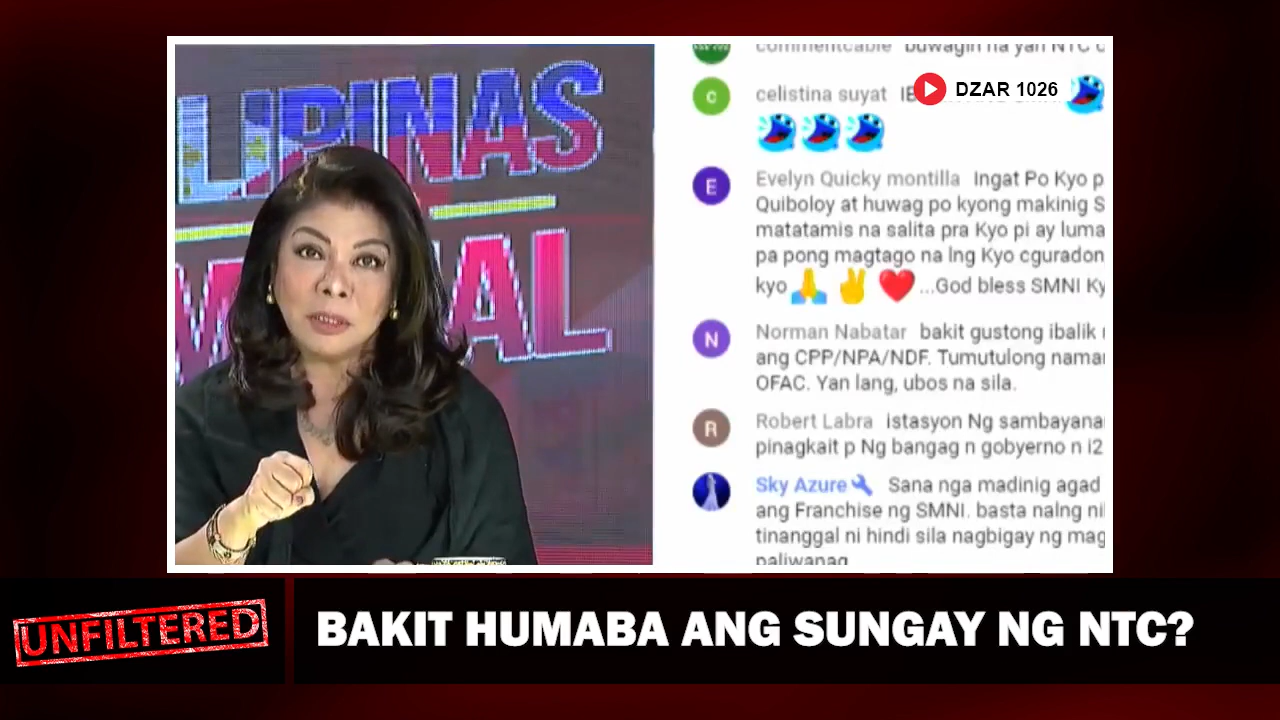 LIPINAS
commentcable buwagin na yan NTC
DZAR 1026
celistina suyat
Evelyn Quicky montilla Ingat Po Kyo p
Quiboloy at huwag po kyong makinig S
matatamis na salita pra Kyo pi ay luma
pa pong magtago na lng Kyo cguradon
kyo 🙏 ✌ ❤ ...God bless SMNI Ky
Norman Nabatar bakit gustong ibalik
ang CPP/NPA/NDF. Tumutulong naman
OFAC. Yan lang, ubos na sila.
Robert Labra istasyon Ng sambayana
pinagkait p Ng bangag n gobyerno n i2
Sky Azure Sana nga madinig agad
ang Franchise ng SMNI. basta nalng nil
tinanggal ni hindi sila nagbigay ng mag
paliwanag
UNFILTERED
BAKIT HUMABA ANG SUNGAY NG NTC?